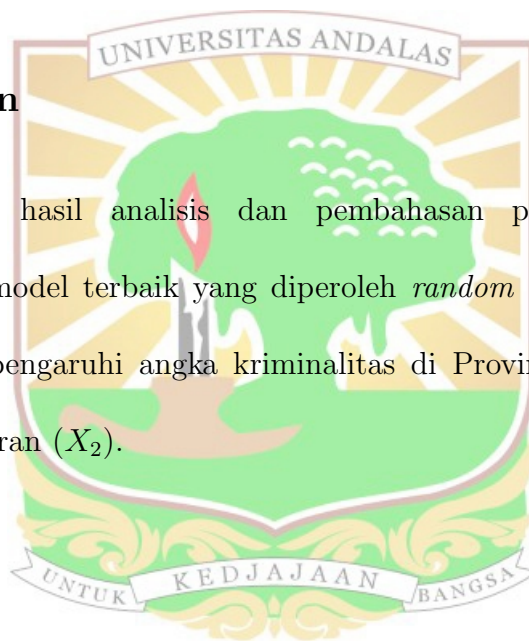 UNIVERSITAS ANDALAS
n
hasil analisis dan pembahasan p
model terbaik yang diperoleh random
pengaruhi angka kriminalitas di Provin
ran (X₂).
UNTUK KEDJAJAAN BANGSA